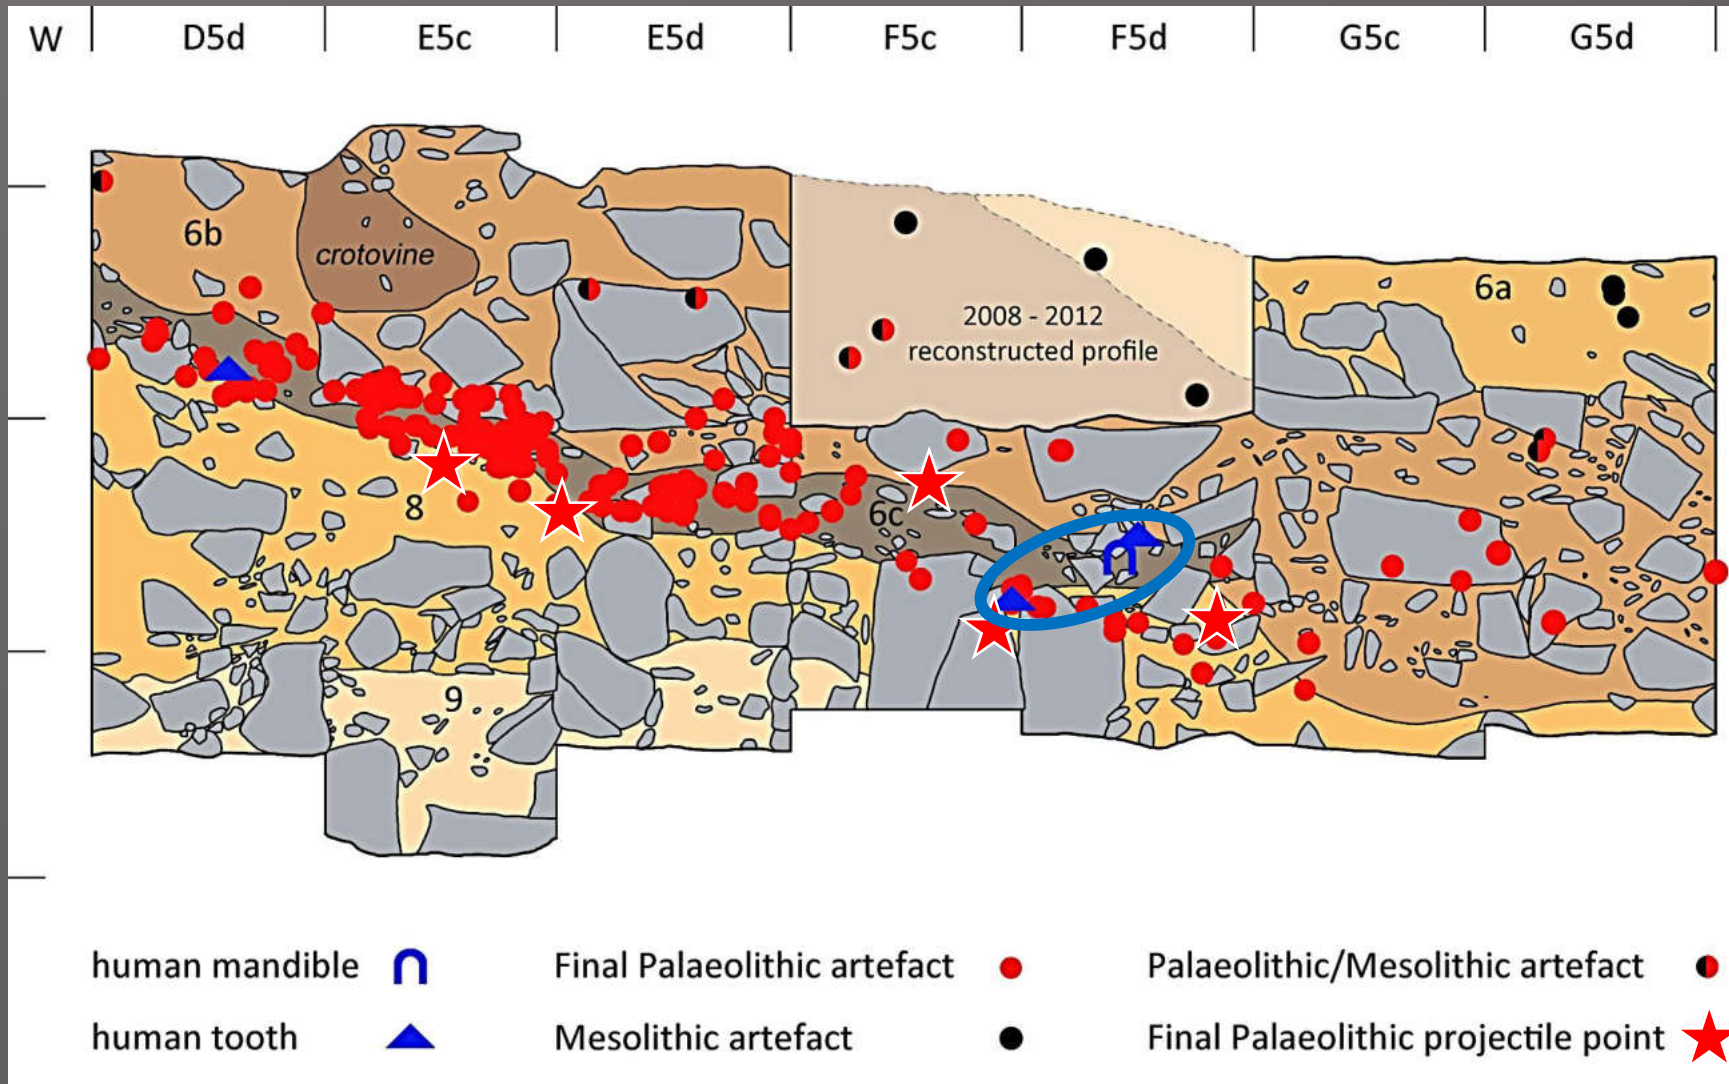 W D5d E5c E5d F5c F5d G5c G5d
6b
crotovine
6a
2008 - 2012
reconstructed profile
8
6c
9
human mandible Final Palaeolithic artefact Palaeolithic/Mesolithic artefact
human tooth Mesolithic artefact Final Palaeolithic projectile point